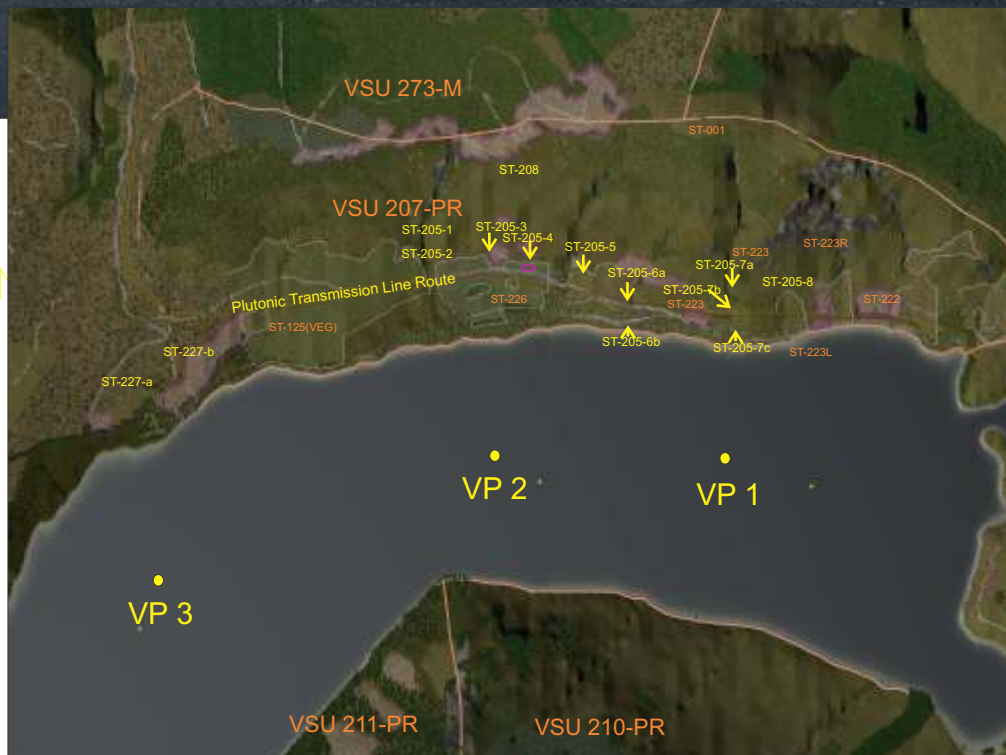 VSU 273-M
ST-001
ST-208
VSU 207-PR
ST-205-1
ST-205-3
ST-205-4
ST-205-2
ST-205-5
ST-223
ST-223R
ST-205-6a
ST-205-7a
ST-205-7b
ST-205-8
Plutonic Transmission Line Route
ST-226
ST-223
ST-222
ST-125(VEG)
ST-205-6b
ST-205-7c
ST-223L
ST-227-b
ST-227-a
VP 2
VP 1
VP 3
VSU 211-PR
VSU 210-PR